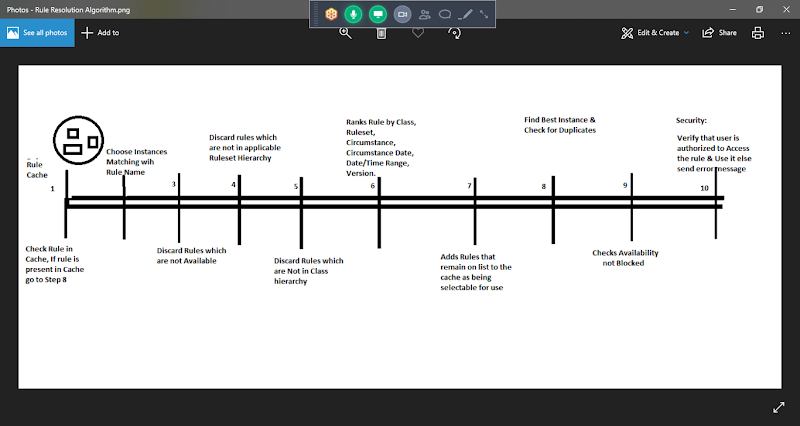 Photos - Rule Resolution Algorithm.png
See all photos
Add to
Edit & Create
Share
Rule
Cache
1
Choose Instances
Matching wih
Rule Name
3
Discard rules which
are not in applicable
Ruleset Hierarchy
4
5
Ranks Rule by Class,
Ruleset,
Circumstance,
Circumstance Date,
Date/Time Range,
Version.
6
7
Find Best Instance &
Check for Duplicates
8
9
Security:
Verify that user is
authorized to Access
the rule & Use it else
send error message
10
Check Rule in
Cache, If rule is
present in Cache
go to Step 8
Discard Rules which
are not Available
Discard Rules which
are Not in Class
hierarchy
Adds Rules that
remain on list to the
cache as being
selectable for use
Checks Availability
not Blocked